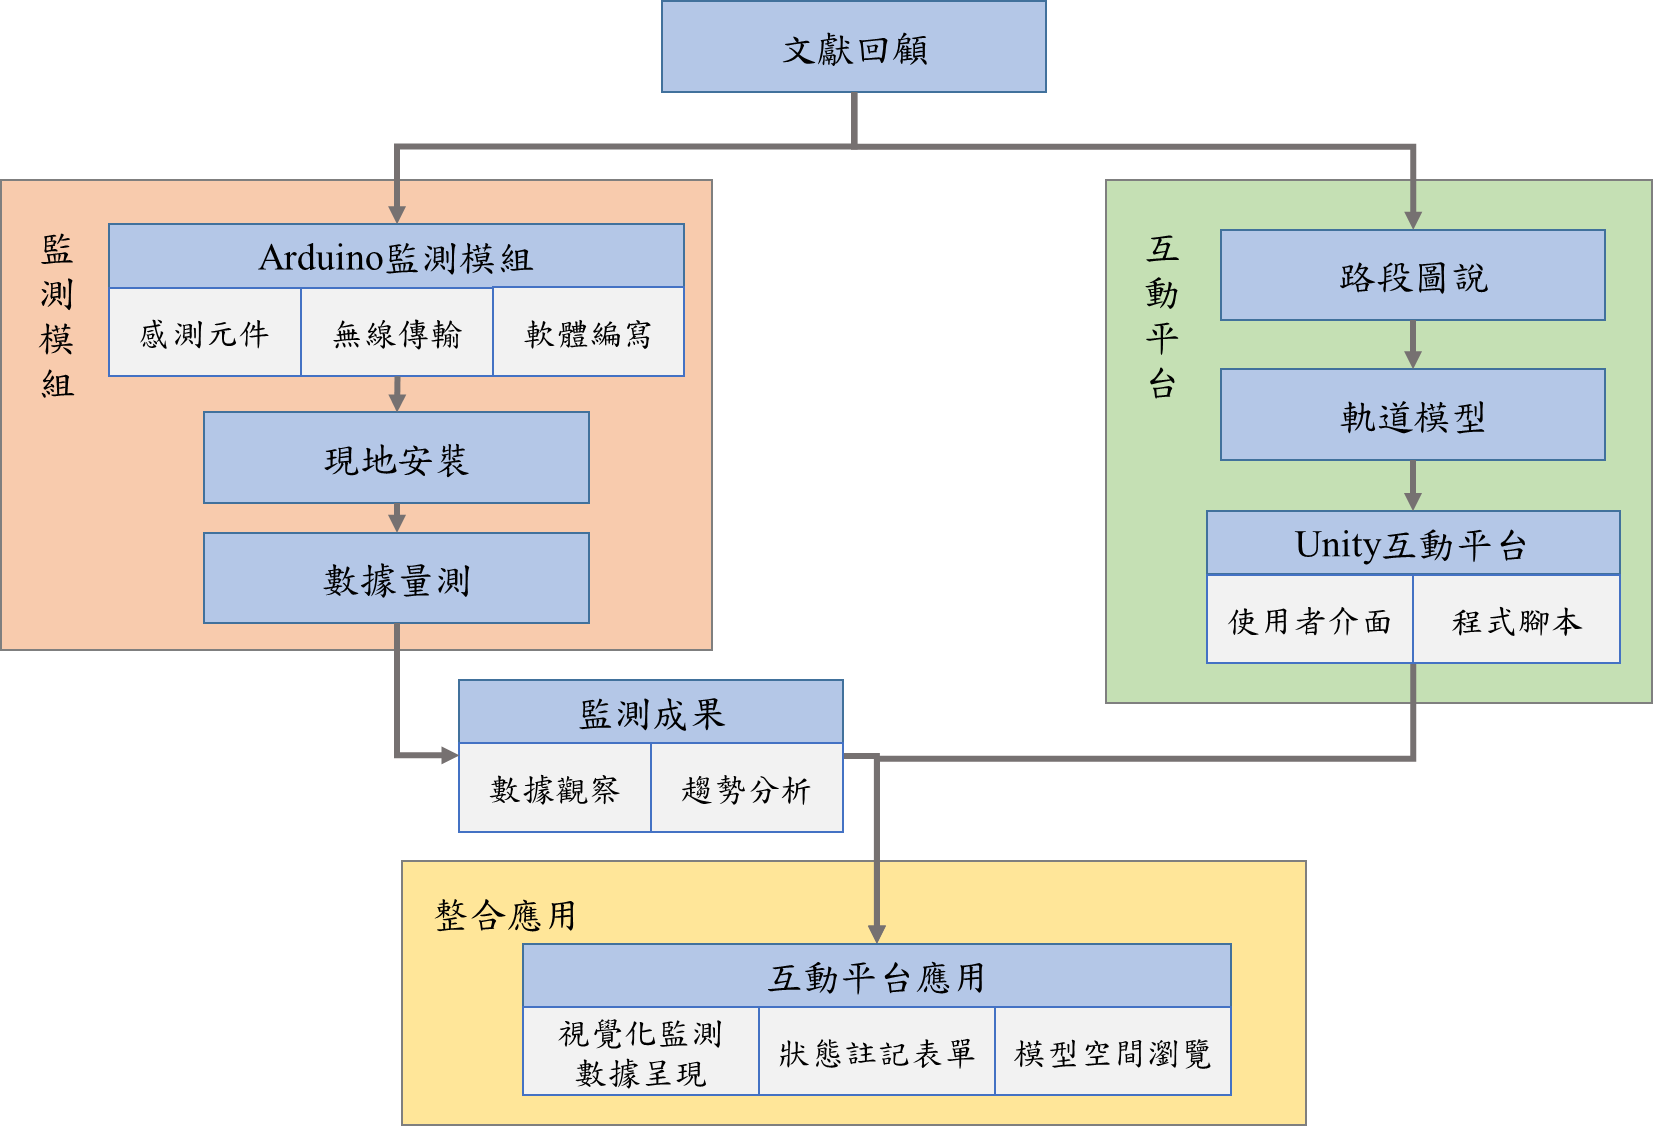 文獻回顧
監測模組
Arduino監測模組
感測元件
無線傳輸
軟體編寫
現地安裝
數據量測
互動平台
路段圖說
軌道模型
Unity互動平台
使用者介面
程式腳本
監測成果
數據觀察
趨勢分析
整合應用
互動平台應用
視覺化監測
數據呈現
狀態註記表單
模型空間瀏覽